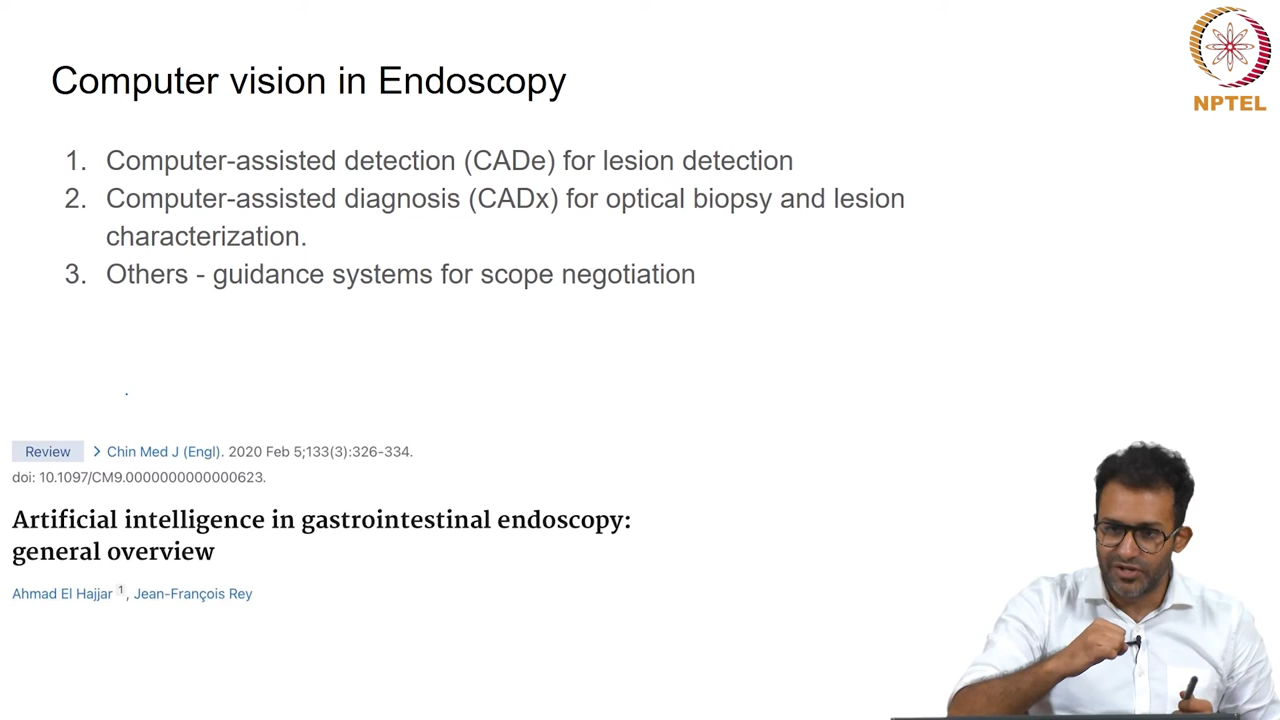 Computer vision in Endoscopy
NPTEL
1. Computer-assisted detection (CADe) for lesion detection
2. Computer-assisted diagnosis (CADx) for optical biopsy and lesion
characterization.
3. Others - guidance systems for scope negotiation
Review > Chin Med J (Engl). 2020 Feb 5;133(3):326-334.
doi: 10.1097/CM9.0000000000000623.
Artificial intelligence in gastrointestinal endoscopy:
general overview
Ahmad El Hajjar 1, Jean-François Rey